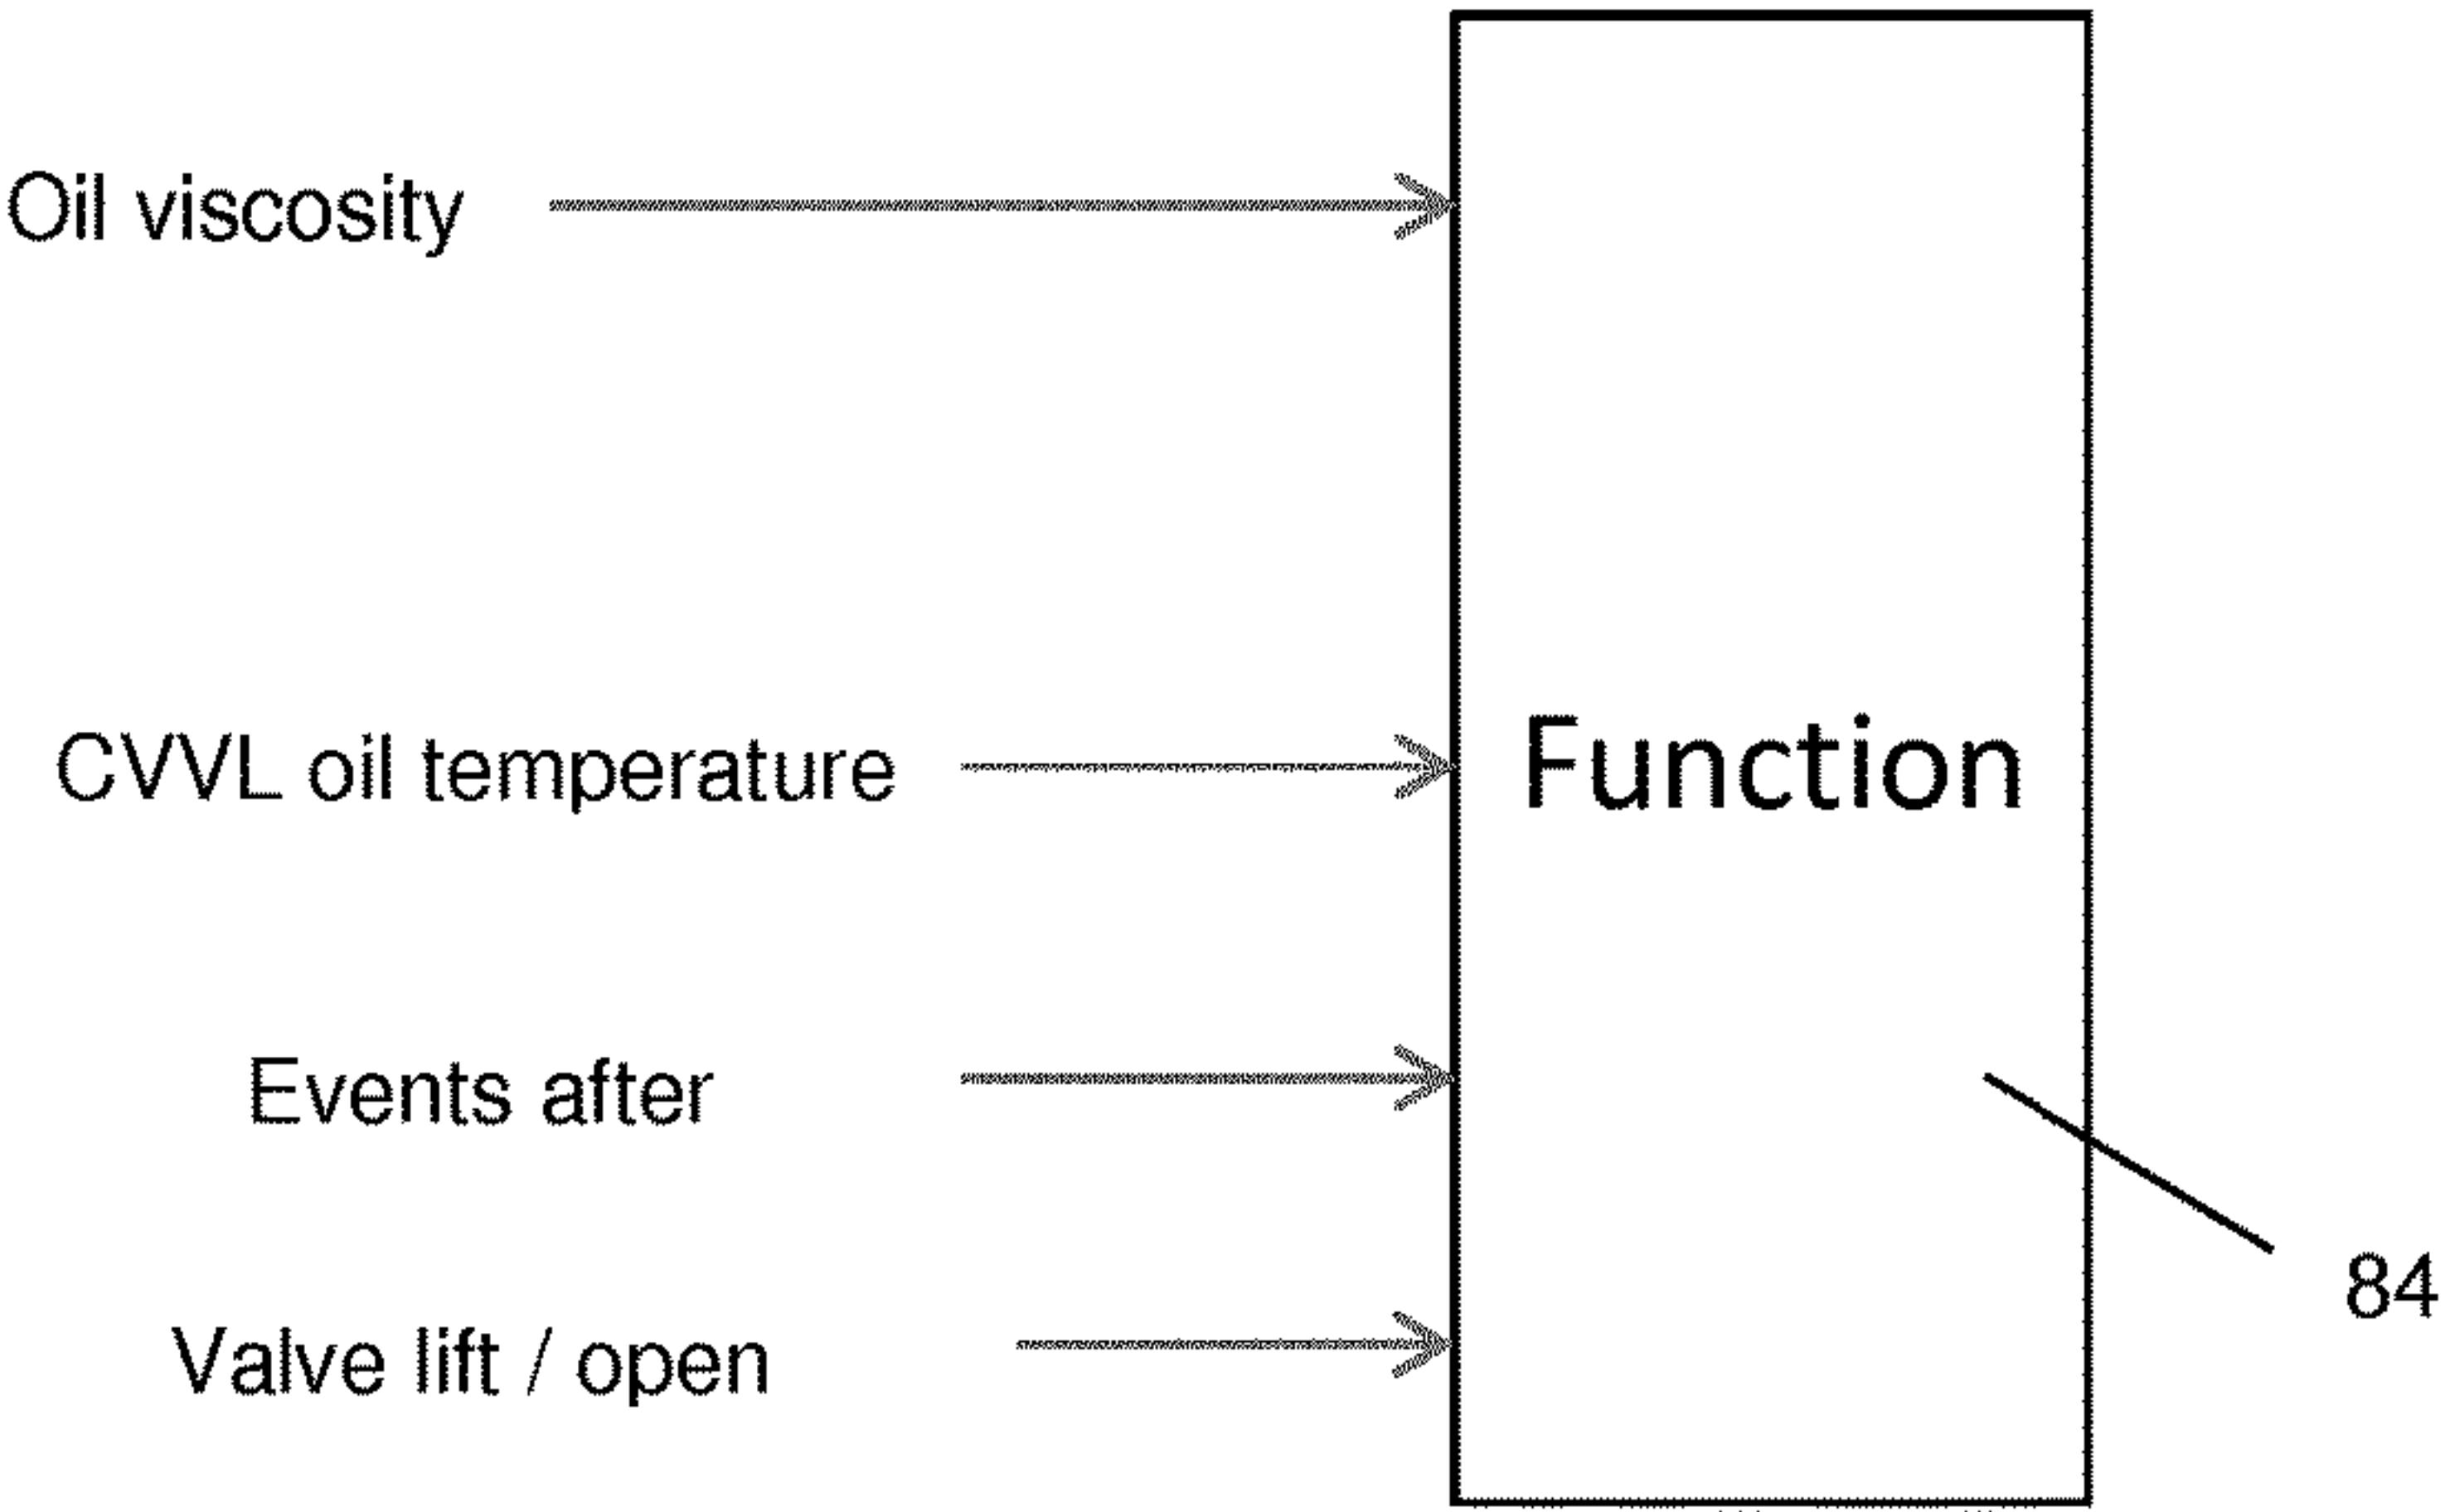 Oil viscosity
CVVL oil temperature
Function
Events after
84
Valve lift / open